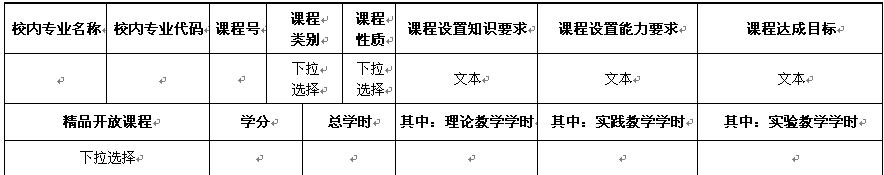 校内专业名称 校内专业代码 课程号 课程类别 课程性质 课程设置知识要求 课程设置能力要求 课程达成目标
下拉选择 下拉选择 文本 文本 文本
精品开放课程 学分 总学时 其中：理论教学学时 其中：实践教学学时 其中：实验教学学时
下拉选择